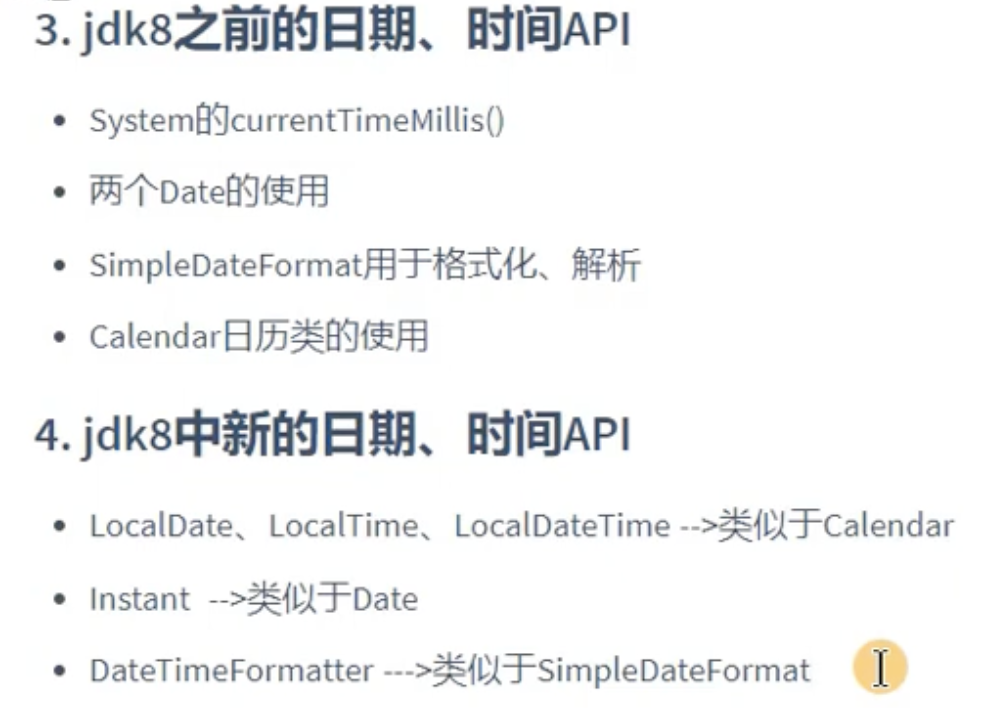 3. jdk8之前的日期、时间API
System的currentTimeMillis()
两个Date的使用
SimpleDateFormat用于格式化、解析
Calendar日历类的使用
4. jdk8中新的日期、时间API
LocalDate、LocalTime、LocalDateTime -->类似于Calendar
Instant -->类似于Date
DateTimeFormatter --->类似于SimpleDateFormat